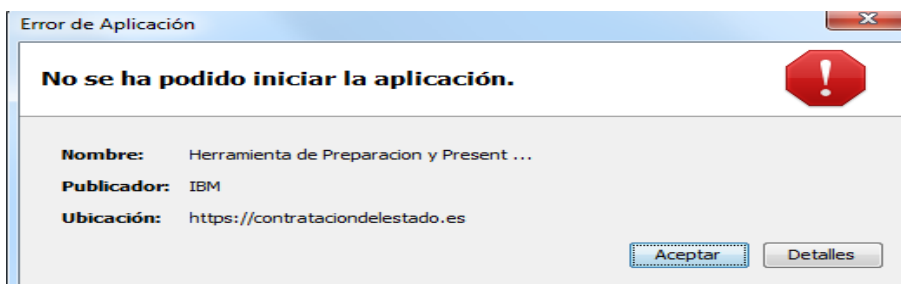 Error de Aplicación
No se ha podido iniciar la aplicación.
Nombre: Herramienta de Preparacion y Present ...
Publicador: IBM
Ubicación: https://contrataciondelestado.es
Aceptar Detalles